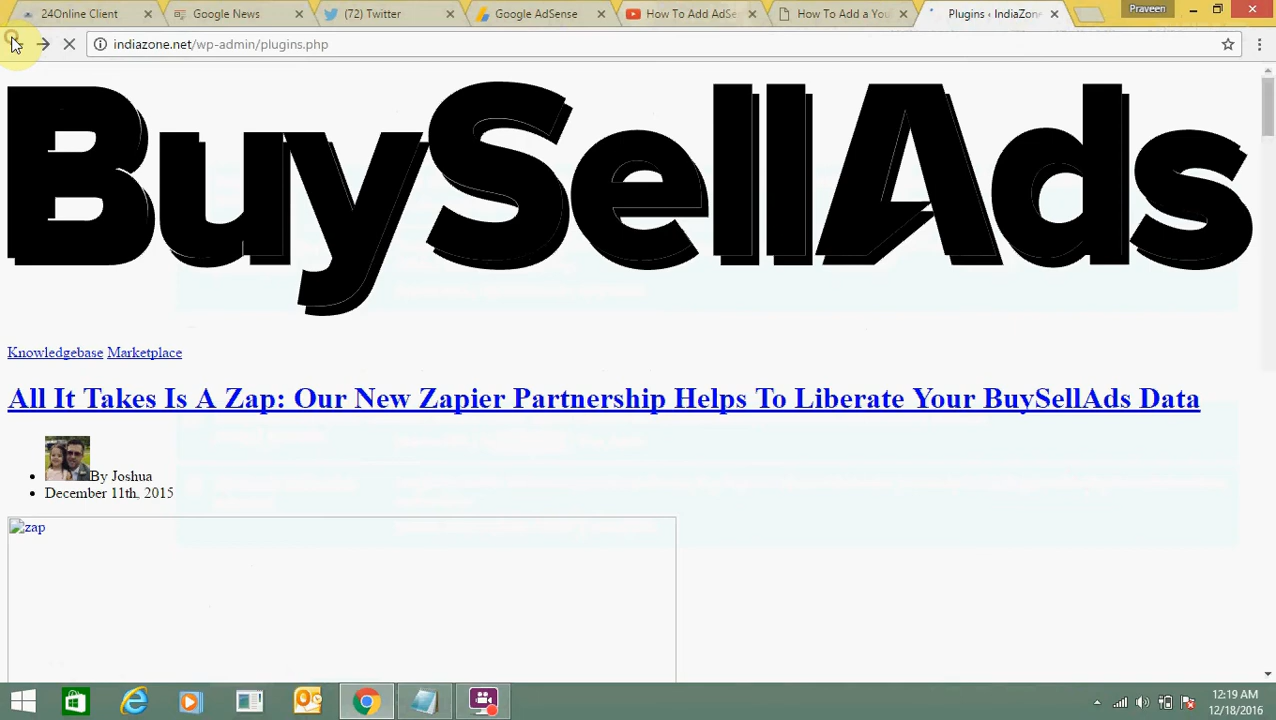 24Online Client
Google News
(72) Twitter
Google AdSense
How To Add AdSe
How To Add a You
Plugins ‹ IndiaZone
Praveen
indiazone.net/wp-admin/plugins.php
BuySellAds
Knowledgebase Marketplace
All It Takes Is A Zap: Our New Zapier Partnership Helps To Liberate Your BuySellAds Data
By Joshua
December 11th, 2015
zap
12:19 AM
12/18/2016